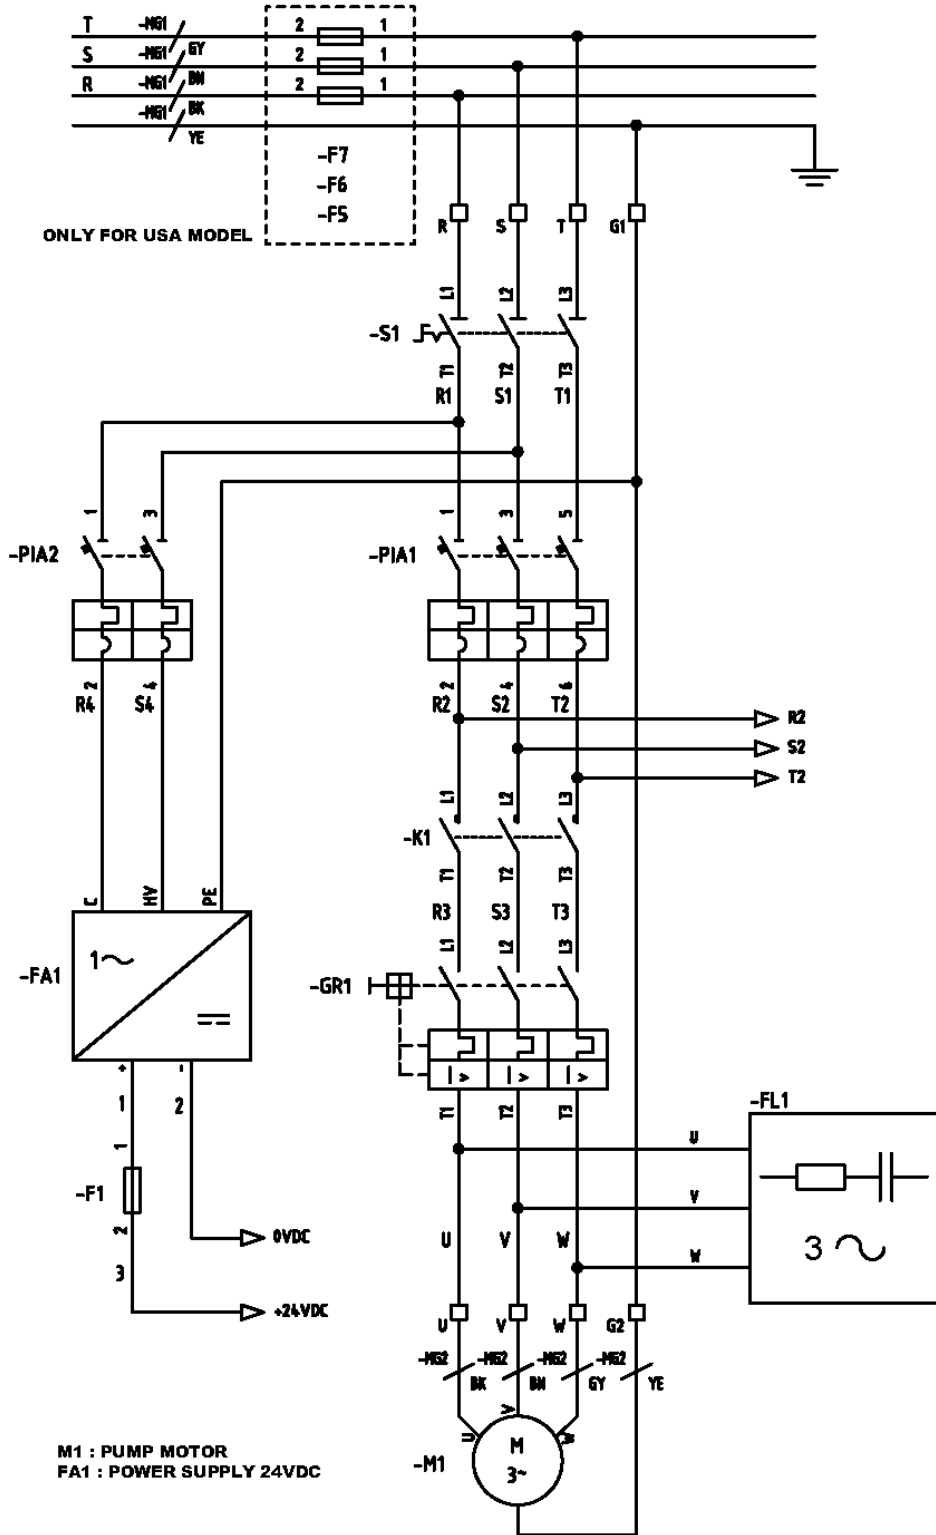 T -MG1 2 1
S -MG1 GY 2 1
R -MG1 BN 2 1
-MG1 BK
YE
-F7
-F6
-F5
ONLY FOR USA MODEL
R S T G1
L1 L2 L3
-S1
T1 T2 T3
R1 S1 T1
1 3 1 3 5
-PIA2 -PIA1
2 4 2 4 6
R4 S4 R2 S2 T2
R2
S2
T2
L1 L2 L3
-K1
T1 T2 T3
C HV PE
R3 S3 T3
L1 L2 L3
-FA1 1
-GR1
I> I> I>
+ -
1 2
T1 T2 T3
-FL1
U
1
-F1
2
V
3
U V W
W
0VDC
3
+24VDC
U V W G2
-MG2 -MG2 -MG2 -MG2
BK BN GY YE
U V W
-M1
M
3~
M1 : PUMP MOTOR
FA1 : POWER SUPPLY 24VDC